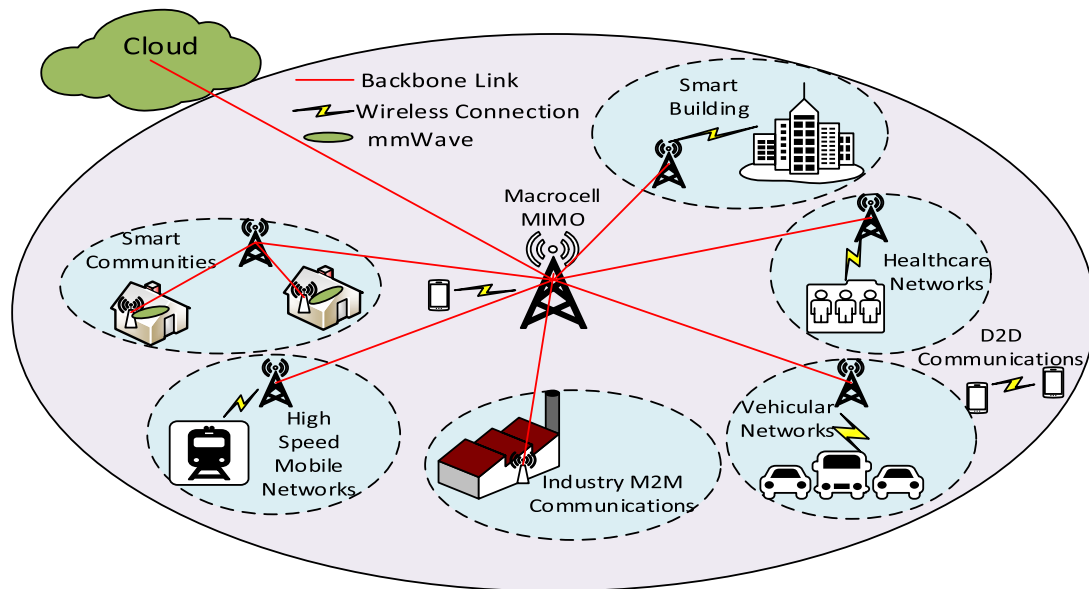 Cloud
Backbone Link
Wireless Connection
mmWave
Smart
Building
Macrocell
MIMO
Smart
Communities
Healthcare
Networks
D2D
Communications
High
Speed
Mobile
Networks
Industry M2M
Communications
Vehicular
Networks